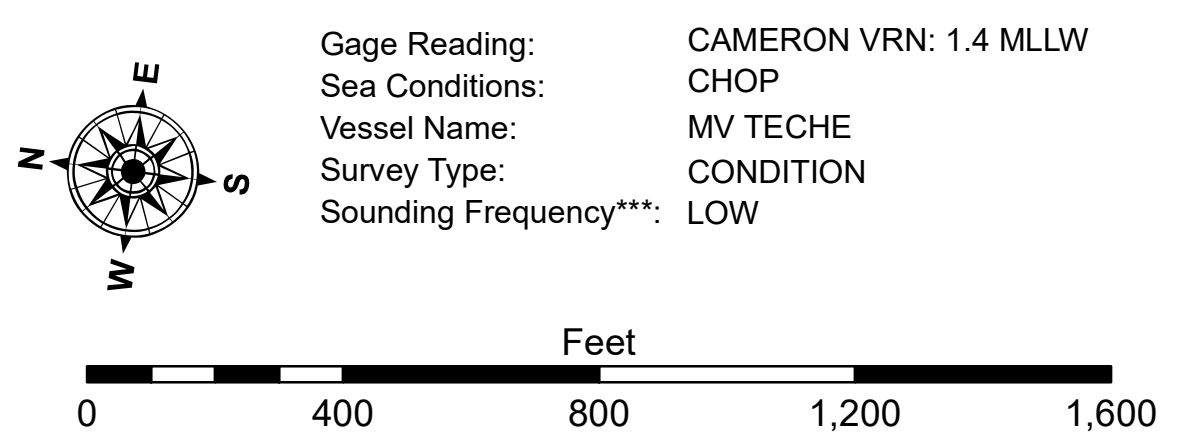 E
N
S
W
Gage Reading: CAMERON VRN: 1.4 MLLW
Sea Conditions: CHOP
Vessel Name: MV TECHE
Survey Type: CONDITION
Sounding Frequency***: LOW
Feet
0 400 800 1,200 1,600